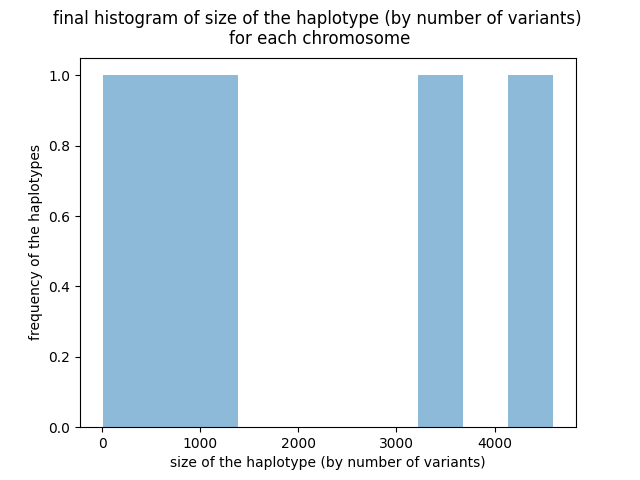 final histogram of size of the haplotype (by number of variants)
for each chromosome
frequency of the haplotypes
1.0
0.8
0.6
0.4
0.2
0.0
0
1000
2000
3000
4000
size of the haplotype (by number of variants)